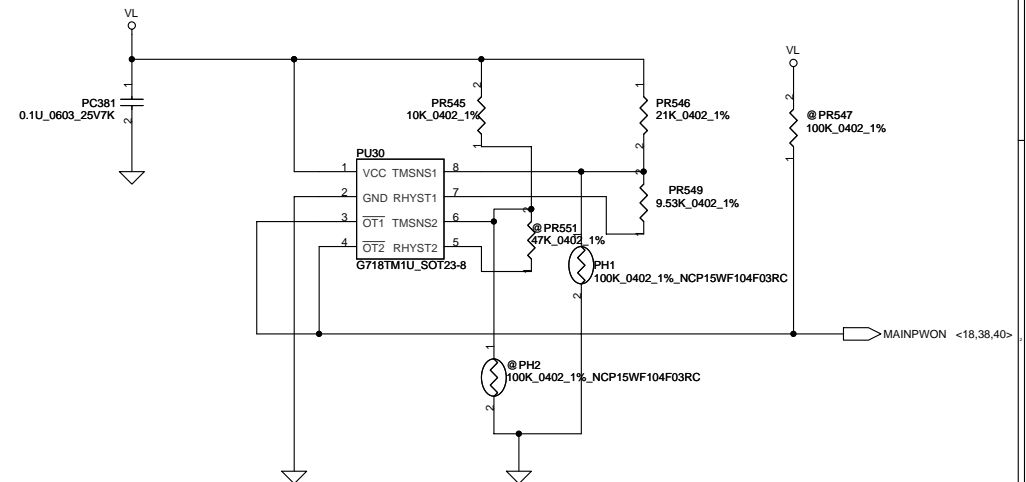 VL
PC381
0.1U_0603_25V7K
1
2
PR545
10K_0402_1%
2
1
PR546
21K_0402_1%
1
2
VL
@PR547
100K_0402_1%
2
1
PU30
1 VCC TMSNS1 8
2 GND RHYST1 7
3 OT1 TMSNS2 6
4 OT2 RHYST2 5
G718TM1U_SOT23-8
PR549
9.53K_0402_1%
2
1
@PR551
47K_0402_1%
2
1
PH1
100K_0402_1%_NCP15WF104F03RC
2
MAINPWON <18,38,40>
@PH2
100K_0402_1%_NCP15WF104F03RC
1
2